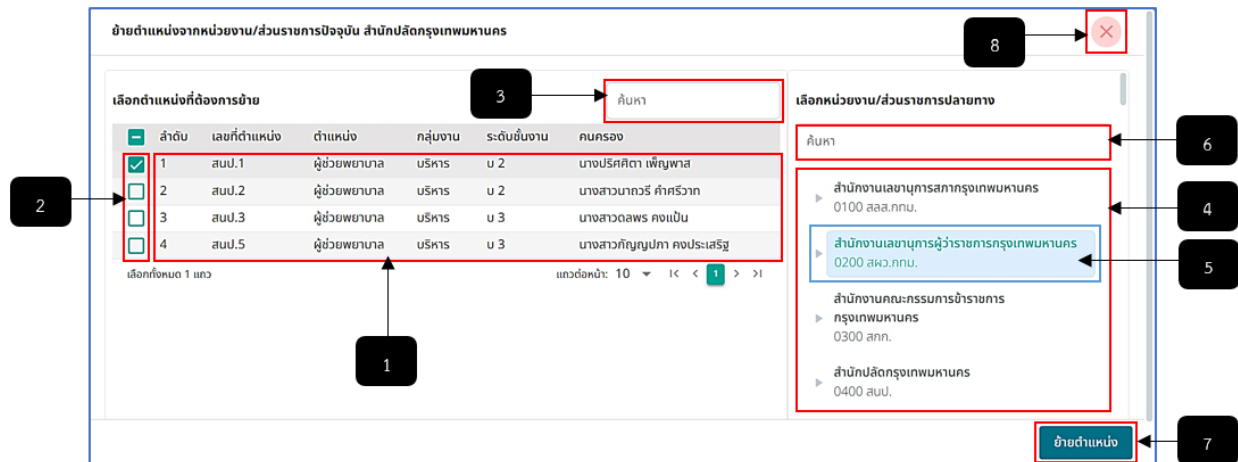 ย้ายตำแหน่งจากหน่วยงาน/ส่วนราชการปัจจุบัน สำนักปลัดกรุงเทพมหานคร
8
เลือกตำแหน่งที่ต้องการย้าย
3
ค้นหา
เลือกหน่วยงาน/ส่วนราชการปลายทาง
ลำดับ เลขที่ตำแหน่ง ตำแหน่ง กลุ่มงาน ระดับชั้นงาน คนครอง
ค้นหา
6
1 สนป.1 ผู้ช่วยพยาบาล บริหาร บ 2 นางปริศศิตา เพ็ญพาส
2 สนป.2 ผู้ช่วยพยาบาล บริหาร บ 2 นางสาวนาถวรี คำศรีวาท
3 สนป.3 ผู้ช่วยพยาบาล บริหาร บ 3 นางสาวดลพร คงแป้น
4 สนป.5 ผู้ช่วยพยาบาล บริหาร บ 3 นางสาวกัญญปภา คงประเสริฐ
2
เลือกทั้งหมด 1 แถว
แถวต่อหน้า: 10 1
1
สำนักงานเลขานุการสภากรุงเทพมหานคร
0100 สลส.กทม.
4
สำนักงานเลขานุการผู้ว่าราชการกรุงเทพมหานคร
0200 สผว.กทม.
5
สำนักงานคณะกรรมการข้าราชการ
กรุงเทพมหานคร
0300 สกก.
สำนักปลัดกรุงเทพมหานคร
0400 สนป.
ย้ายตำแหน่ง
7